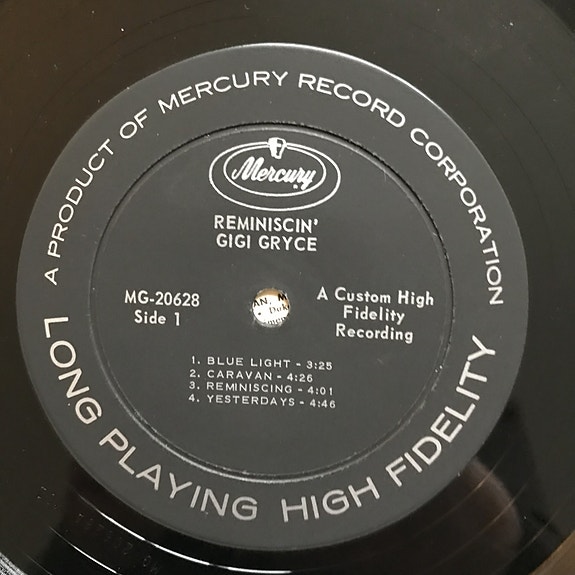 A PRODUCT OF MERCURY RECORD CORPORATION
Mercury
REMINISCIN'
GIGI GRYCE
MG-20628
Side 1
A Custom High
Fidelity
Recording
1. BLUE LIGHT - 3:25
2. CARAVAN - 4:26
3. REMINISCING - 4:01
4. YESTERDAYS - 4:46
LONG PLAYING HIGH FIDELITY